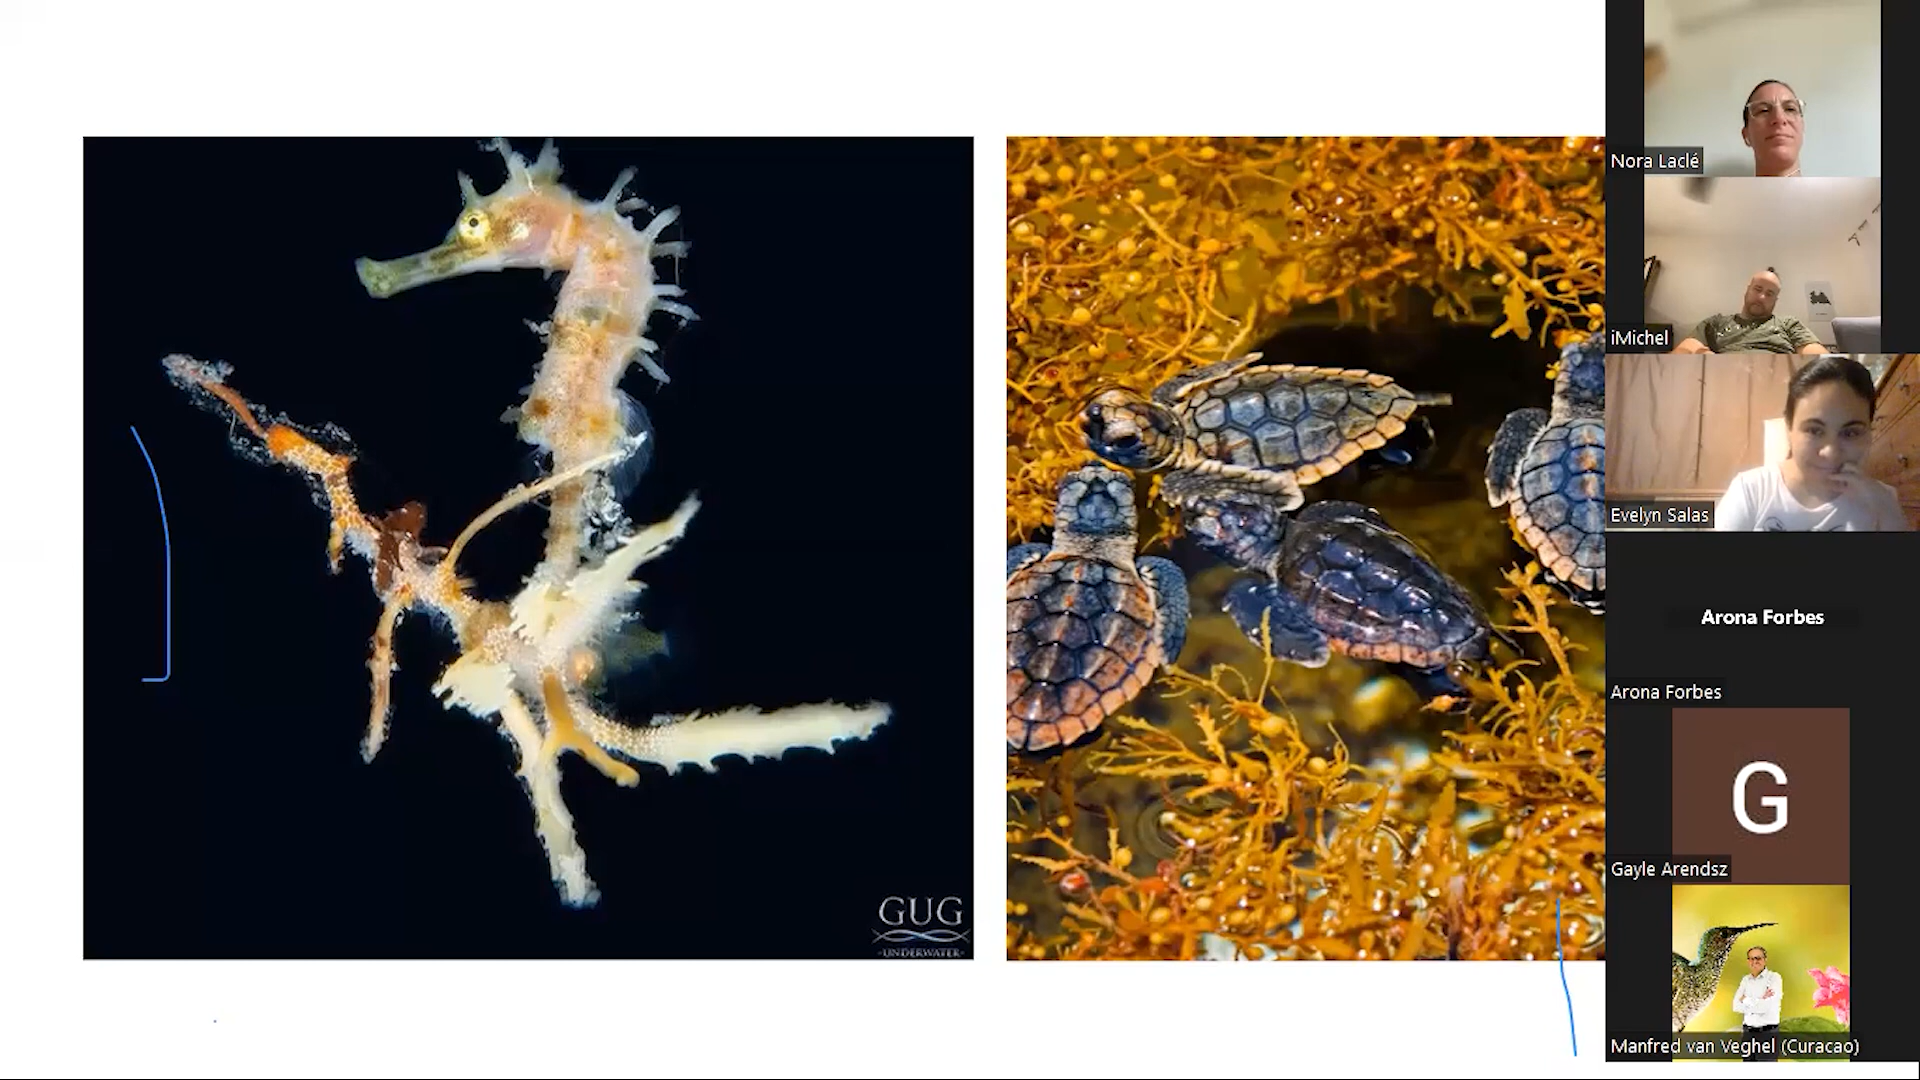 GUG
-UNDERWATER-
Nora Laclé
iMichel
Evelyn Salas
Arona Forbes
Arona Forbes
G
Gayle Arendsz
Manfred van Veghel (Curacao)